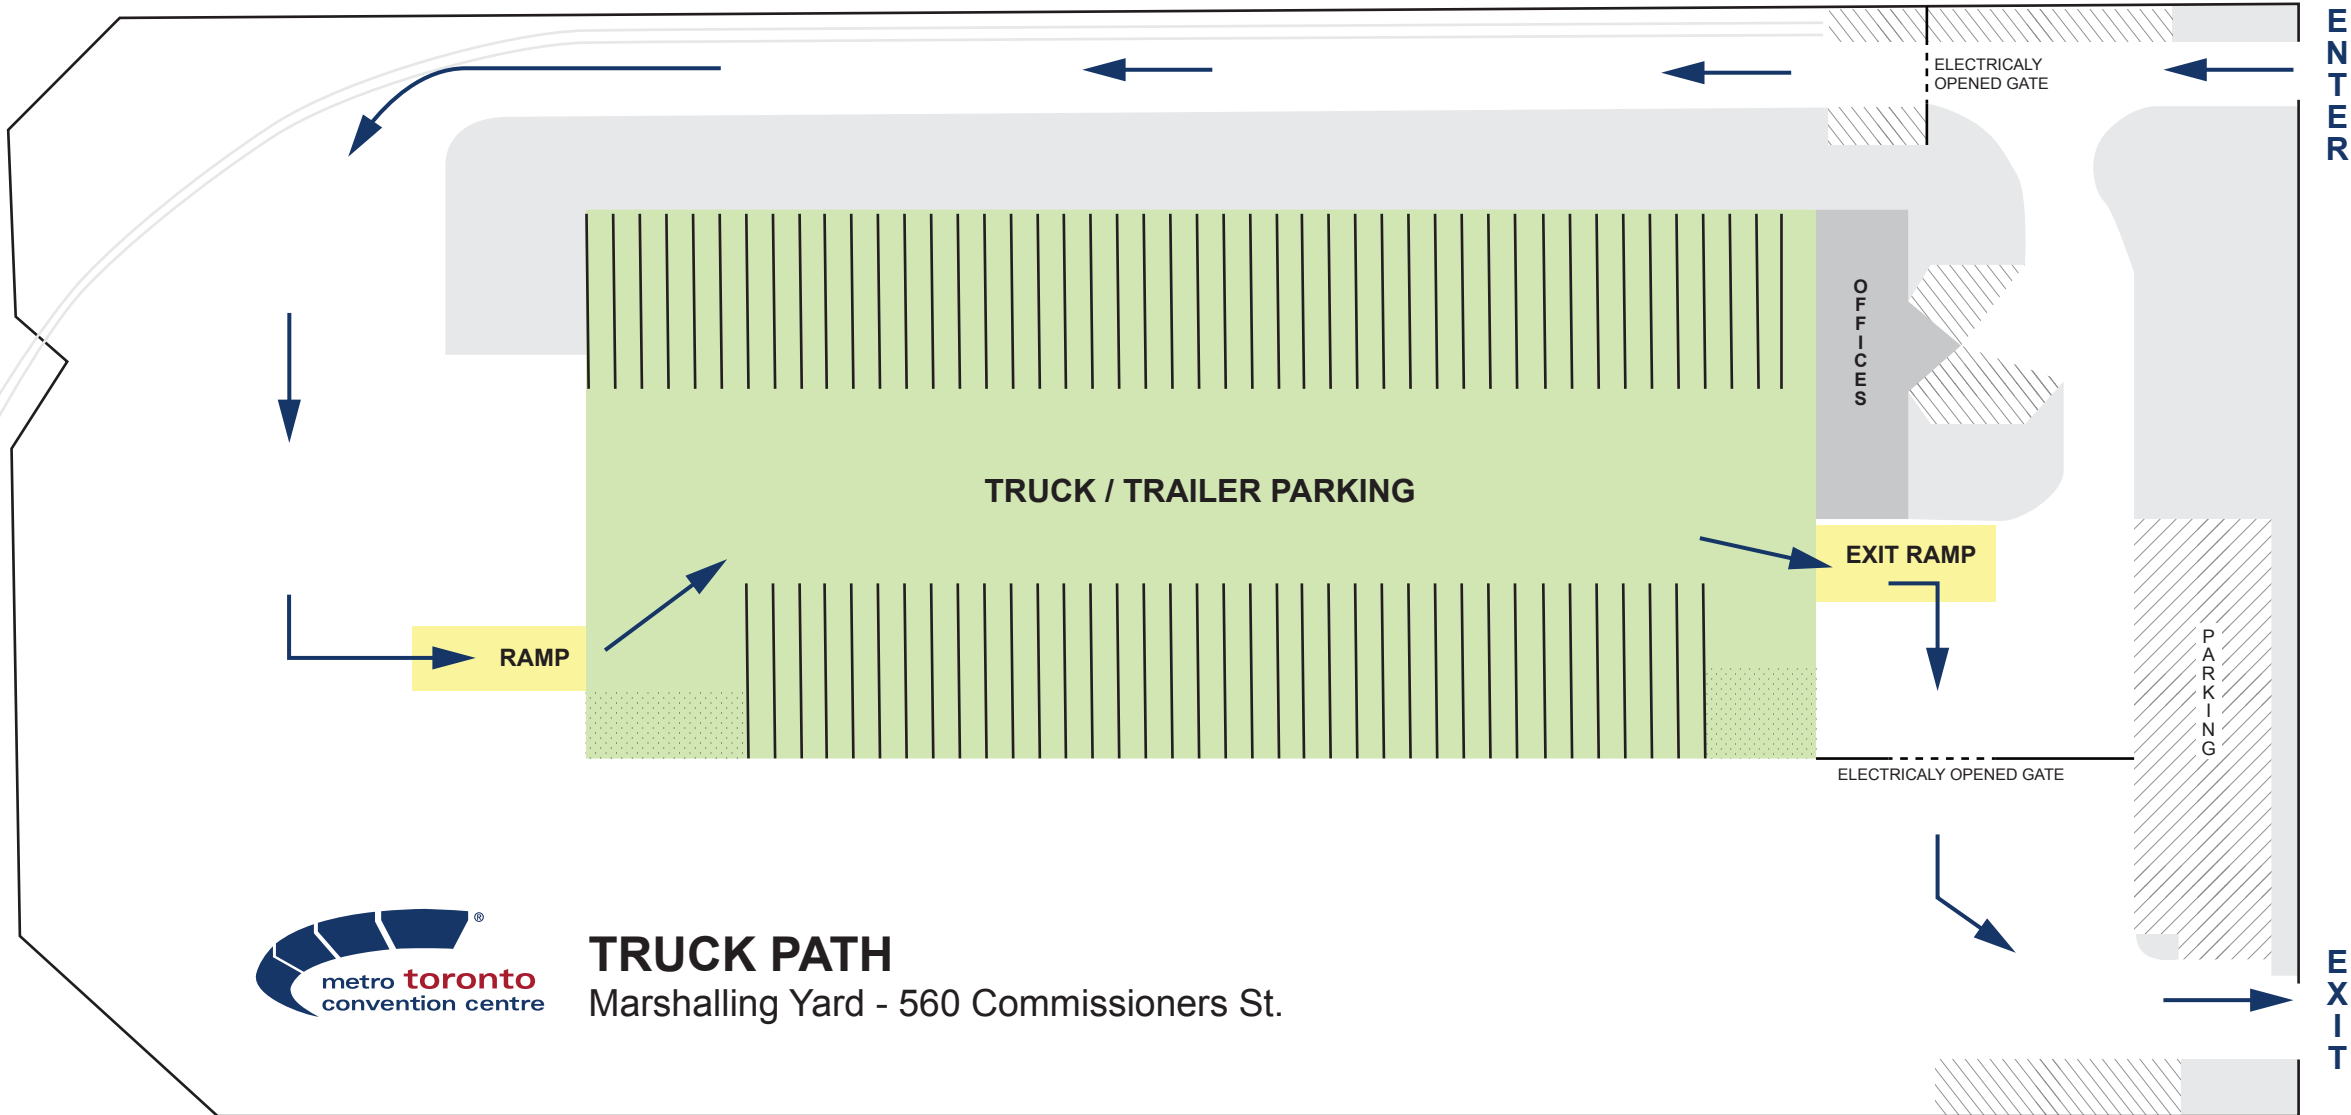 ENTER
ELECTRICALY
OPENED GATE
OFFICES
TRUCK / TRAILER PARKING
EXIT RAMP
RAMP
PARKING
ELECTRICALY OPENED GATE
®
metro toronto
convention centre
TRUCK PATH
Marshalling Yard - 560 Commissioners St.
EXIT